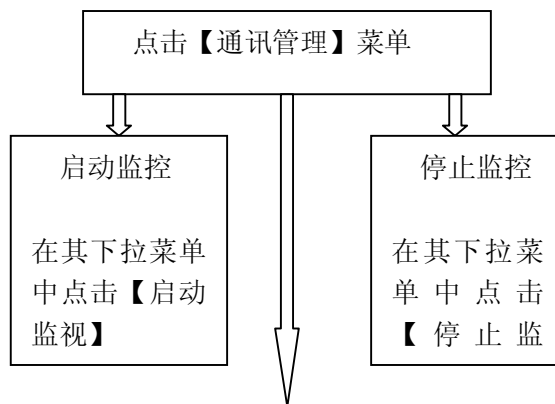 点击【通讯管理】菜单
启动监控
在其下拉菜单
中点击【启动
监视】
停止监控
在其下拉菜
单中点击
【停止监